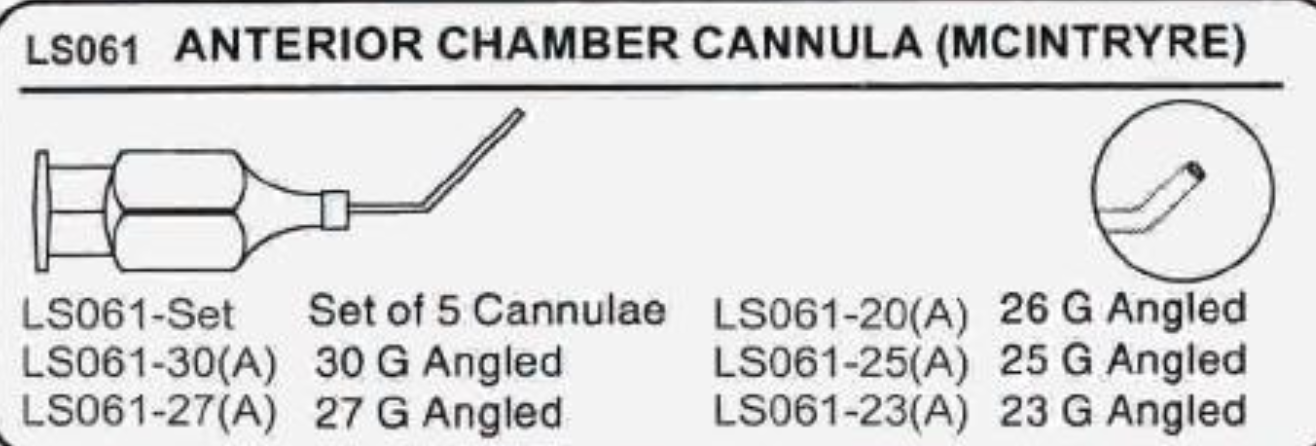 LS061 ANTERIOR CHAMBER CANNULA (MCINTRYRE)
LS061-Set Set of 5 Cannulae LS061-20(A) 26 G Angled
LS061-30(A) 30 G Angled LS061-25(A) 25 G Angled
LS061-27(A) 27 G Angled LS061-23(A) 23 G Angled